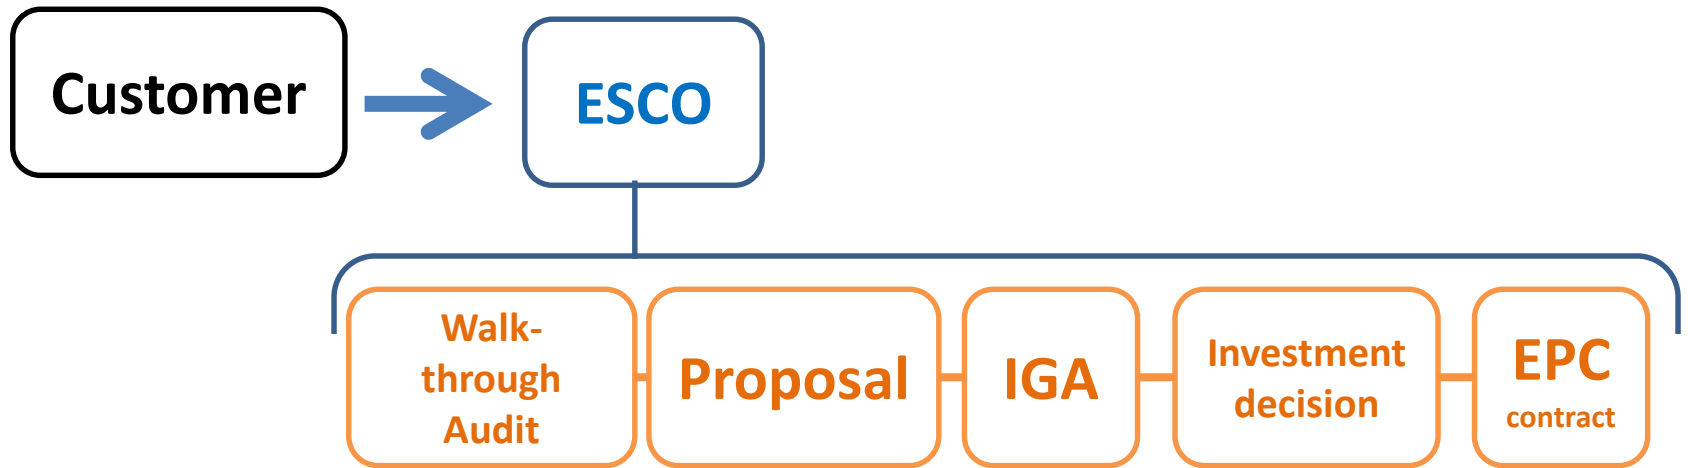 Customer
ESCO
Walk-
through
Audit
Proposal
IGA
Investment
decision
EPC
contract